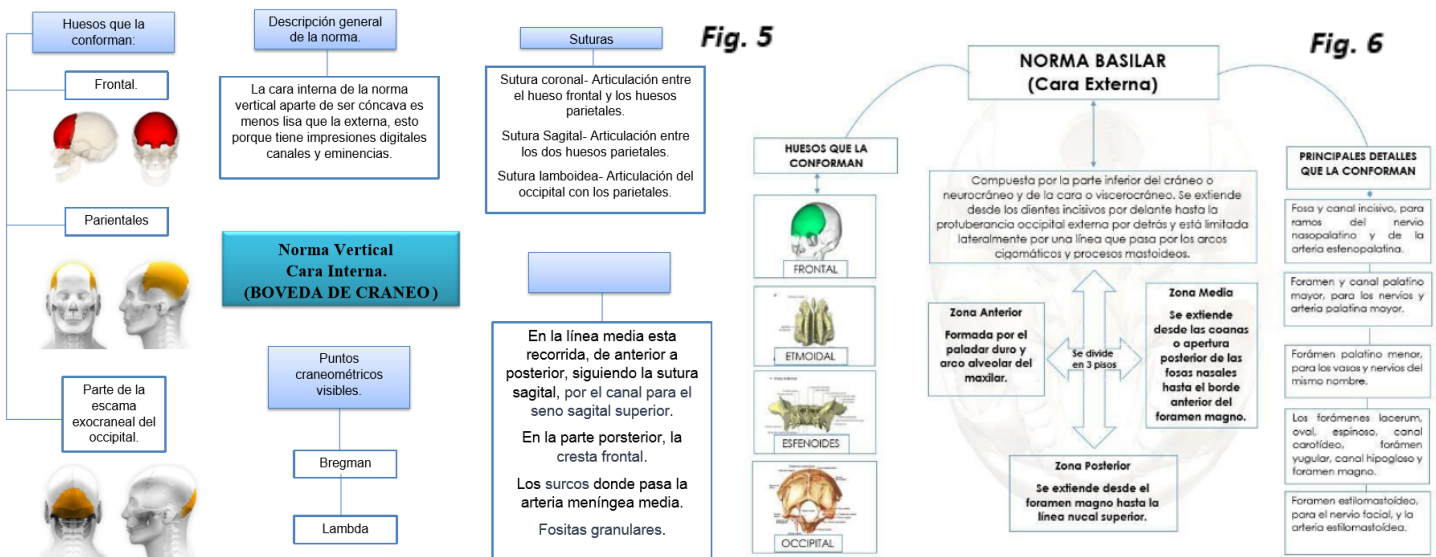 Huesos que la
conforman:
Frontal.
Parientales
Parte de la
escama
exocraneal del
occipital.
Descripción general
de la norma.
La cara interna de la norma
vertical aparte de ser cóncava es
menos lisa que la externa, esto
porque tiene impresiones digitales
canales y eminencias.
Norma Vertical
Cara Interna.
(BOVEDA DE CRANEO)
Puntos
craneométricos
visibles.
Bregman
Lambda
Suturas
Sutura coronal- Articulación entre
el hueso frontal y los huesos
parietales.
Sutura Sagital- Articulación entre
los dos huesos parietales.
Sutura lamboidea- Articulación del
occipital con los parietales.
En la línea media esta
recorrida, de anterior a
posterior, siguiendo la sutura
sagital, por el canal para el
seno sagital superior.
En la parte porsterior, la
cresta frontal.
Los surcos donde pasa la
arteria meníngea media.
Fositas granulares.
Fig. 5
NORMA BASILAR
(Cara Externa)
Fig. 6
HUESOS QUE LA
CONFORMAN
FRONTAL
ETMOIDAL
ESFENOIDES
OCCIPITAL
Compuesta por la parte inferior del cráneo o
neurocráneo y de la cara o viscerocráneo. Se extiende
desde los dientes incisivos por delante hasta la
protuberancia occipital externa por detrás y está limitada
lateralmente por una línea que pasa por los arcos
cigomáticos y procesos mastoideos.
Zona Anterior
Formada por el
paladar duro y
arco alveolar del
maxilar.
Se divide
en 3 pisos
Zona Media
Se extiende
desde las coanas
o apertura
posterior de las
fosas nasales
hasta el borde
anterior del
foramen magno.
Zona Posterior
Se extiende desde el
foramen magno hasta la
línea nucal superior.
PRINCIPALES DETALLES
QUE LA CONFORMAN
Fosa y canal incisivo, para
ramos del nervio
nasopalatino y de la
arteria esfenopalatina.
Foramen y canal palatino
mayor, para los nervios y
arteria palatina mayor.
Forámen palatino menor,
para los vasos y nervios del
mismo nombre.
Los forámenes lacerum,
oval, espinoso, canal
carotídeo, forámen
yugular, canal hipogloso y
foramen magno.
Foramen estilomastoídeo,
para el nervio facial, y la
arteria estilomastoídea.